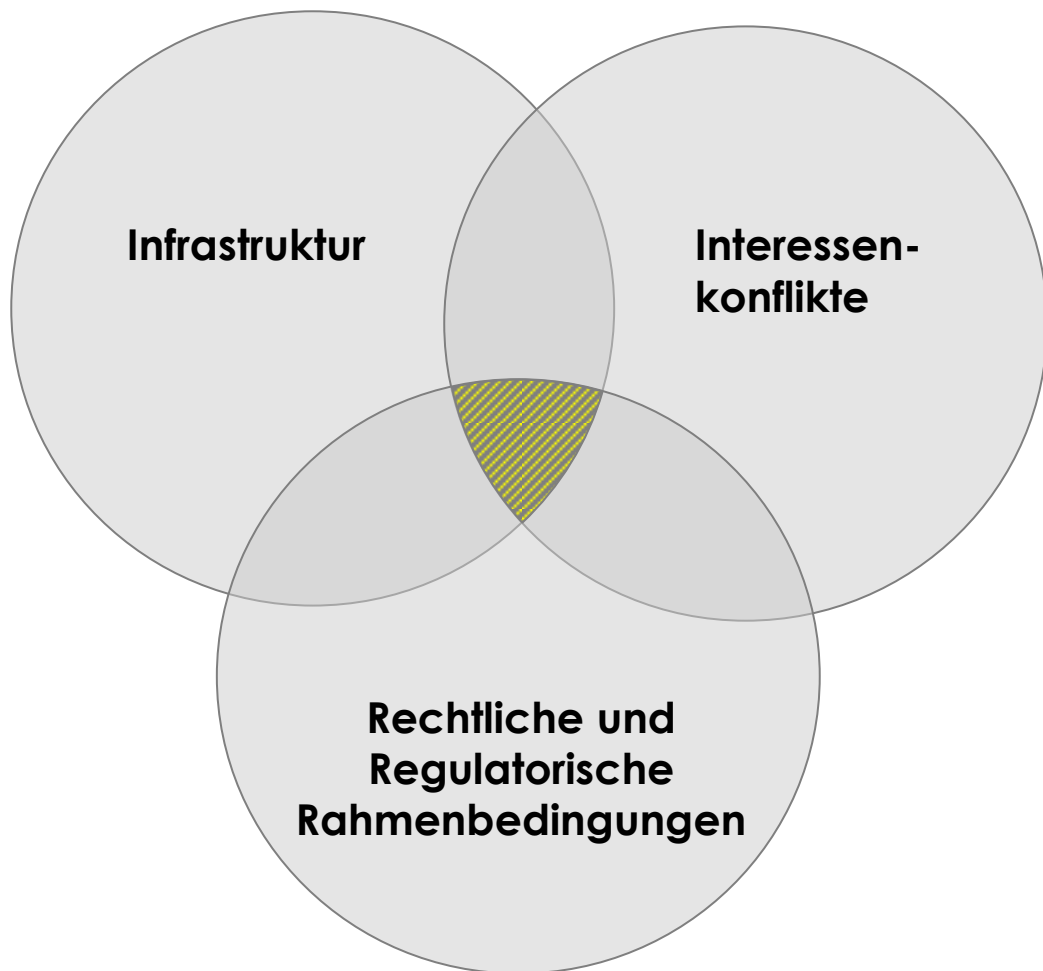 Infrastruktur
Interessen-
konflikte
Rechtliche und
Regulatorische
Rahmenbedingungen